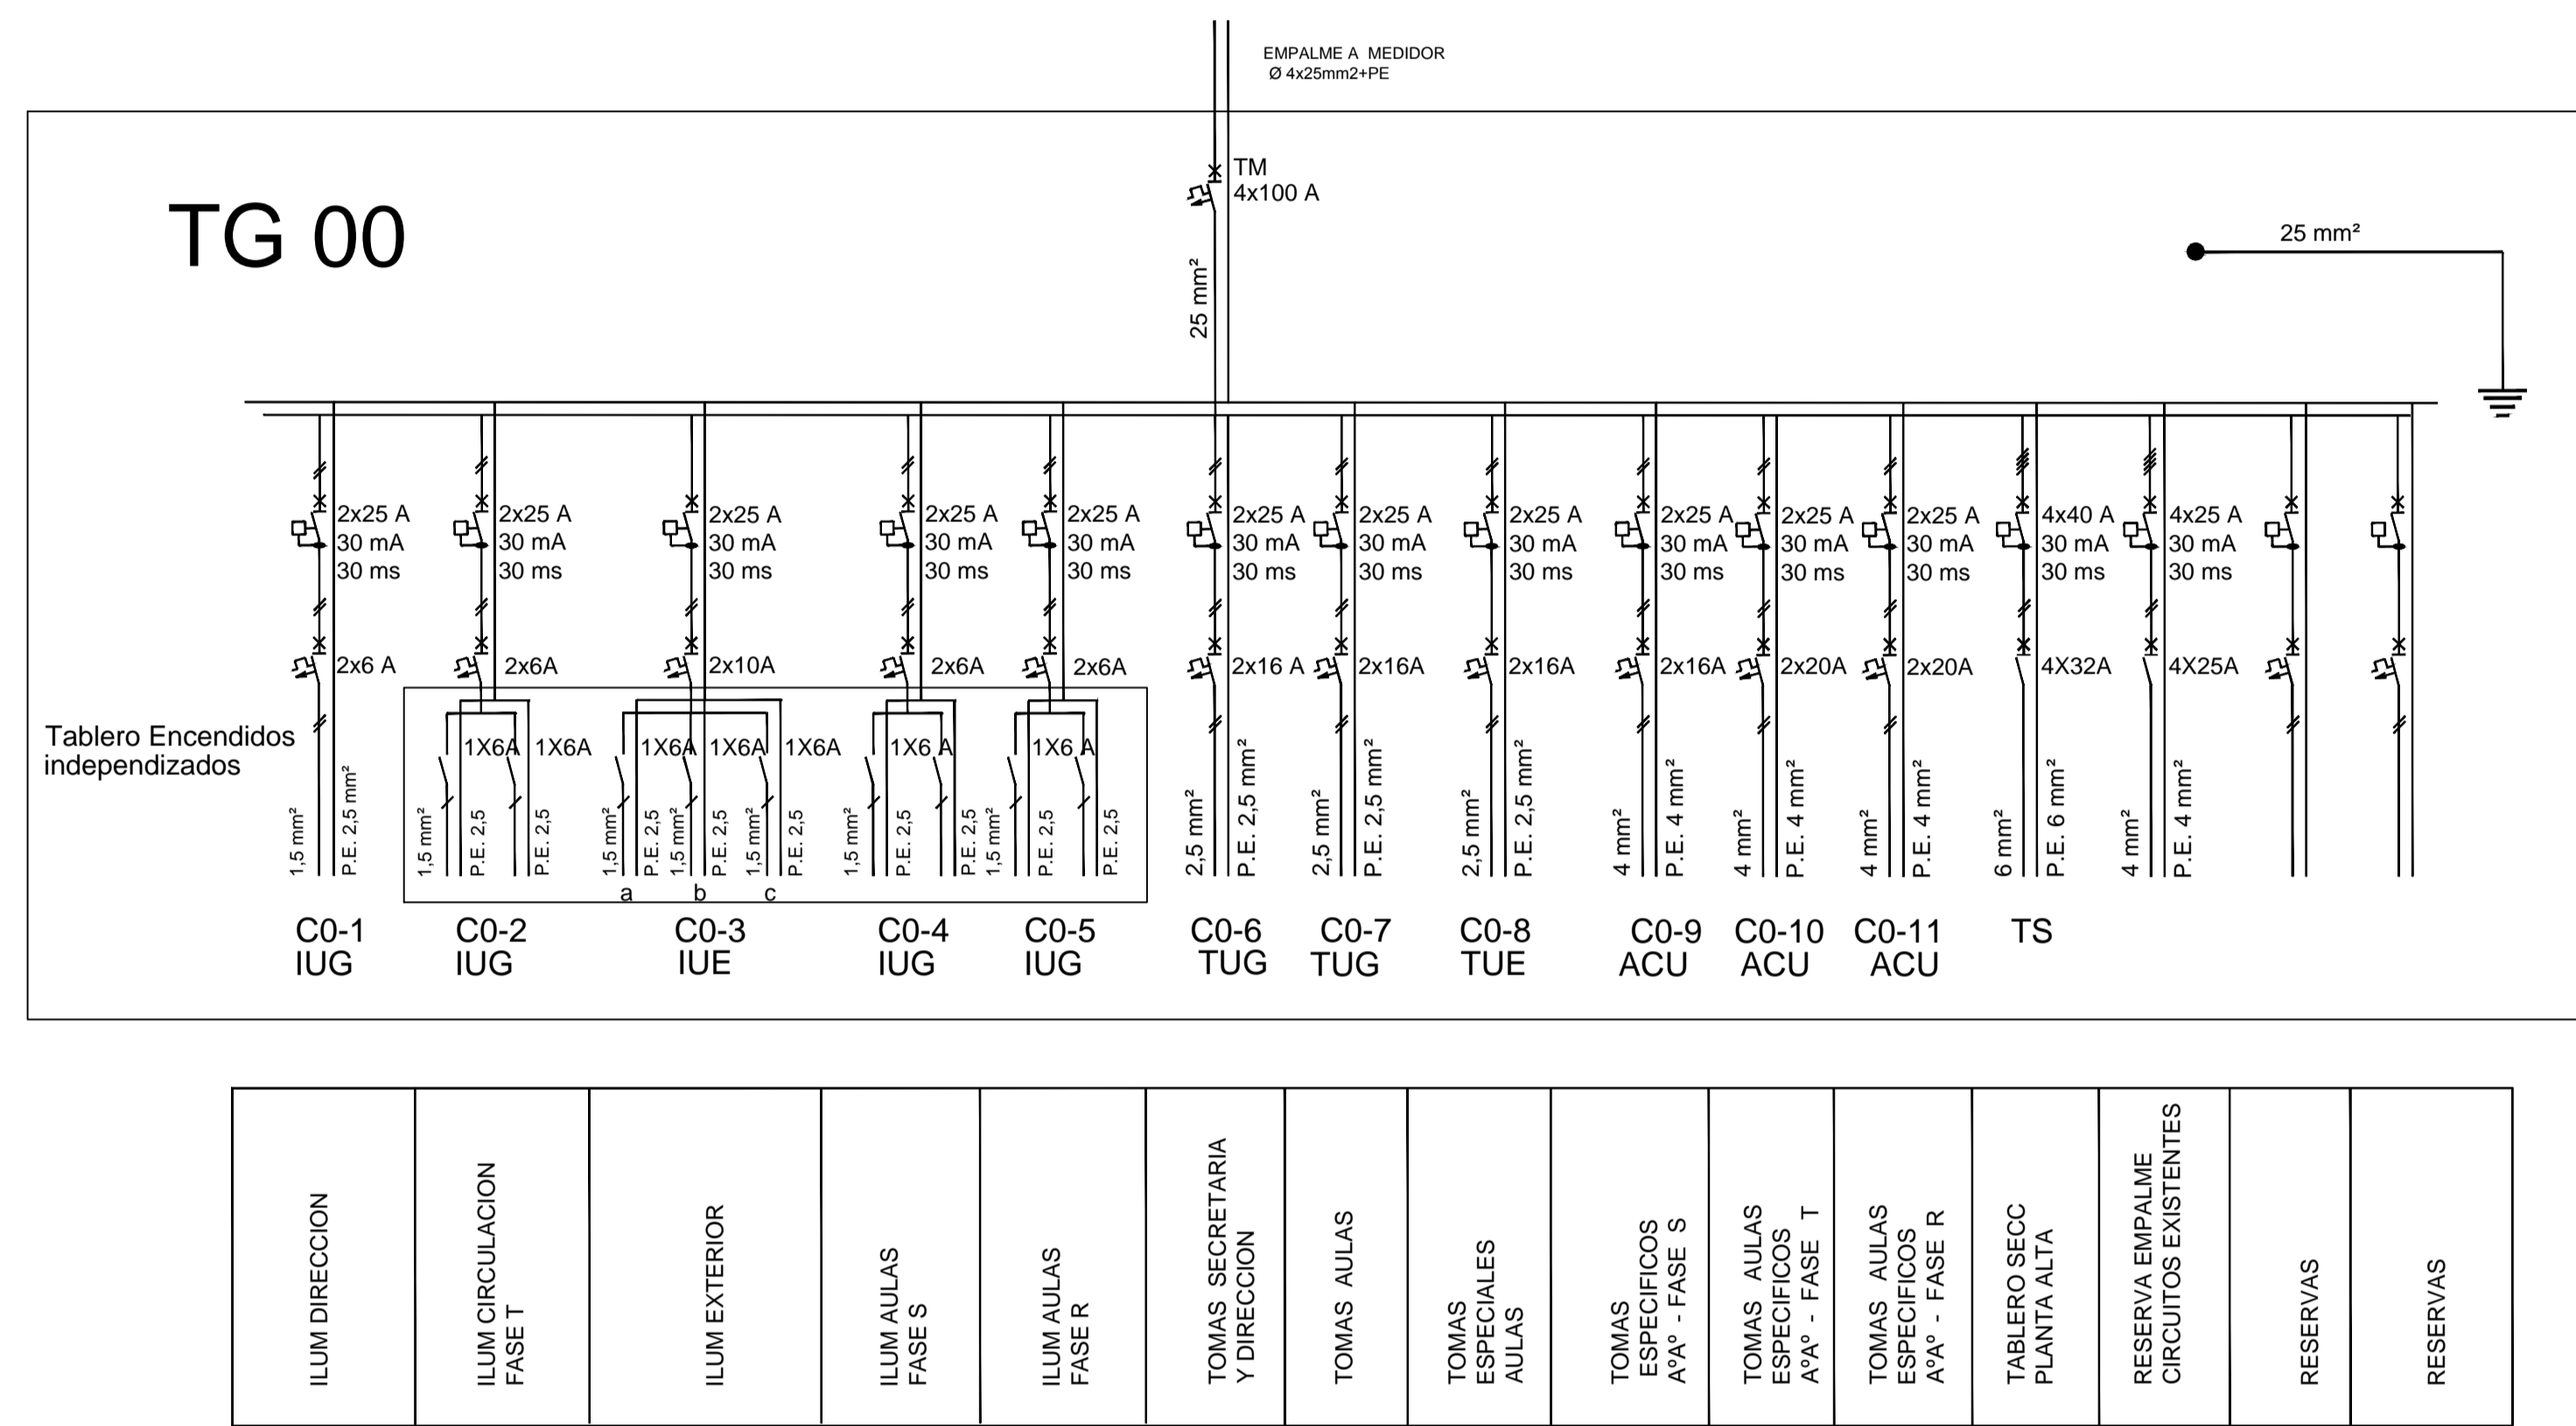 EMPALME A MEDIDOR
Ø 4x25mm2+PE
TG 00
TM
4x100 A
25 mm²
25 mm²
2x25 A
30 mA
30 ms
2x25 A
30 mA
30 ms
2x25 A
30 mA
30 ms
2x25 A
30 mA
30 ms
2x25 A
30 mA
30 ms
2x25 A
30 mA
30 ms
2x25 A
30 mA
30 ms
2x25 A
30 mA
30 ms
2x25 A
30 mA
30 ms
2x25 A
30 mA
30 ms
2x25 A
30 mA
30 ms
4x40 A
30 mA
30 ms
4x25 A
30 mA
30 ms
2x6 A
2x6A
2x10A
2x6A
2x6A
2x16 A
2x16A
2x16A
2x16A
2x20A
2x20A
4X32A
4X25A
Tablero Encendidos
independizados
1X6A
1X6A
1X6A
1X6A
1X6A
1X6 A
1X6 A
1,5 mm²
P.E. 2,5 mm²
1,5 mm²
P.E. 2,5
P.E. 2,5
1,5 mm²
P.E. 2,5
1,5 mm²
P.E. 2,5
1,5 mm²
P.E. 2,5
1,5 mm²
P.E. 2,5
P.E. 2,5
1,5 mm²
P.E. 2,5
P.E. 2,5
2,5 mm²
P.E. 2,5 mm²
2,5 mm²
P.E. 2,5 mm²
2,5 mm²
P.E. 2,5 mm²
4 mm²
P.E. 4 mm²
4 mm²
P.E. 4 mm²
4 mm²
P.E. 4 mm²
6 mm²
P.E. 6 mm²
4 mm²
P.E. 4 mm²
a
b
c
C0-1
IUG
C0-2
IUG
C0-3
IUE
C0-4
IUG
C0-5
IUG
C0-6
TUG
C0-7
TUG
C0-8
TUE
C0-9
ACU
C0-10
ACU
C0-11
ACU
TS
ILUM DIRECCION
ILUM CIRCULACION
FASE T
ILUM EXTERIOR
ILUM AULAS
FASE S
ILUM AULAS
FASE R
TOMAS SECRETARIA
Y DIRECCION
TOMAS AULAS
TOMAS
ESPECIALES
AULAS
TOMAS
ESPECIFICOS
AºAº - FASE S
TOMAS AULAS
ESPECIFICOS
AºAº - FASE T
TOMAS AULAS
ESPECIFICOS
AºAº - FASE R
TABLERO SECC
PLANTA ALTA
RESERVA EMPALME
CIRCUITOS EXISTENTES
RESERVAS
RESERVAS